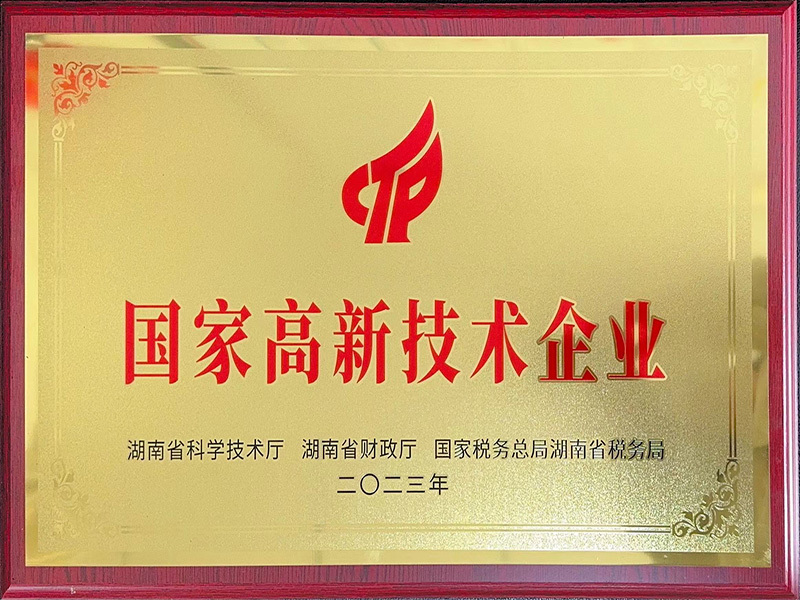 CTP
国家高新技术企业
湖南省科学技术厅 湖南省财政厅 国家税务总局湖南省税务局
二〇二三年